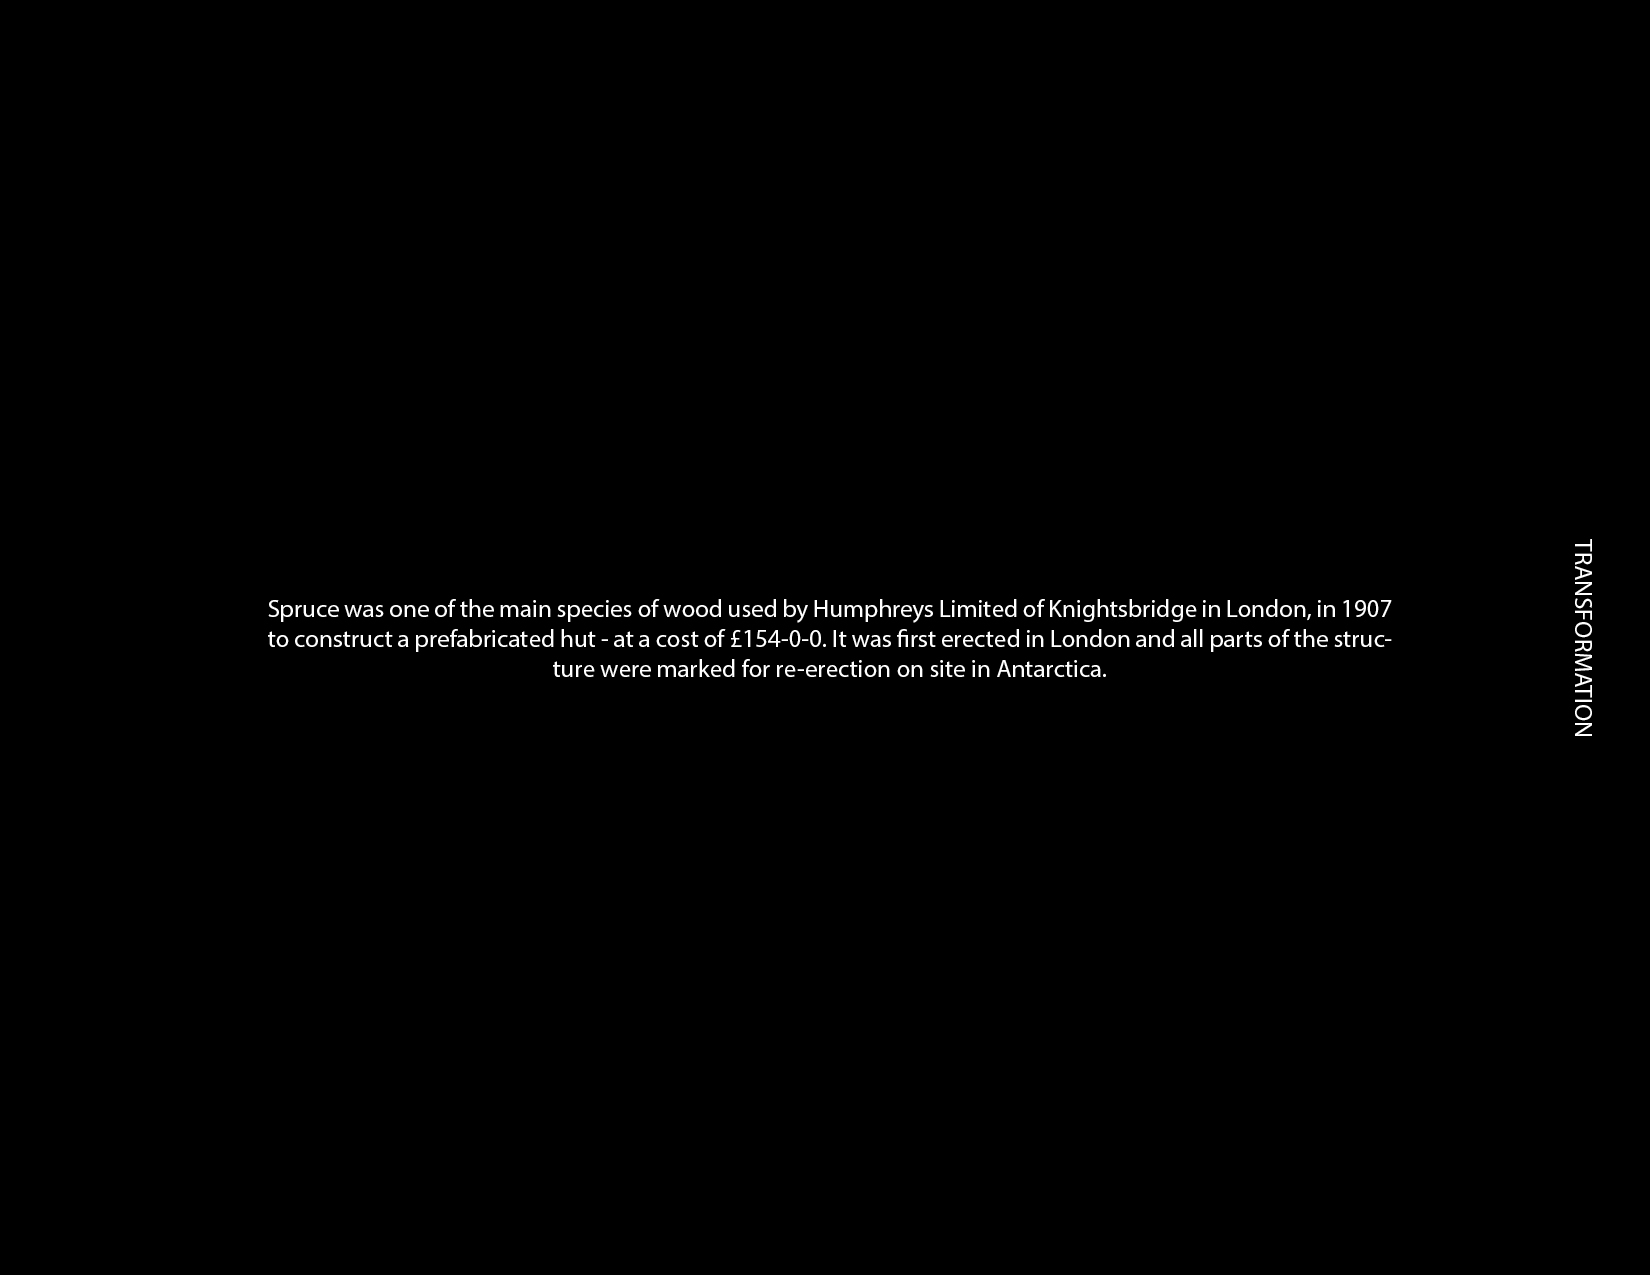 Spruce was one of the main species of wood used by Humphreys Limited of Knightsbridge in London, in 1907
to construct a prefabricated hut - at a cost of £154-0-0. It was first erected in London and all parts of the struc-
ture were marked for re-erection on site in Antarctica.
TRANSFORMATION